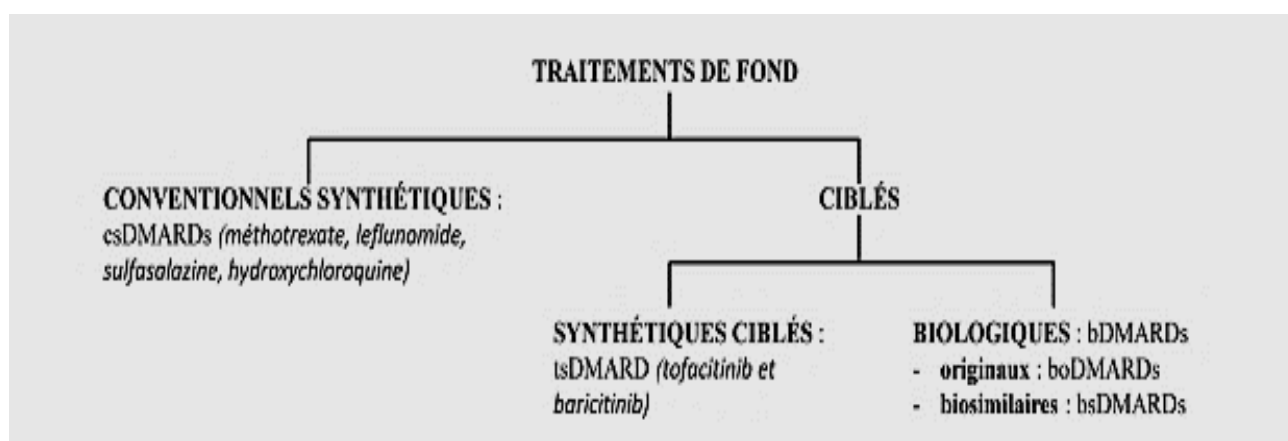 TRAITEMENTS DE FOND
CONVENTIONNELS SYNTHÉTIQUES :
csDMARDs (méthotrexate, leflunomide,
sulfasalazine, hydroxychloroquine)
CIBLÉS
SYNTHÉTIQUES CIBLÉS :
tsDMARD (tofacitinib et
baricitinib)
BIOLOGIQUES : bDMARDs
- originaux : boDMARDs
- biosimilaires : bsDMARDs